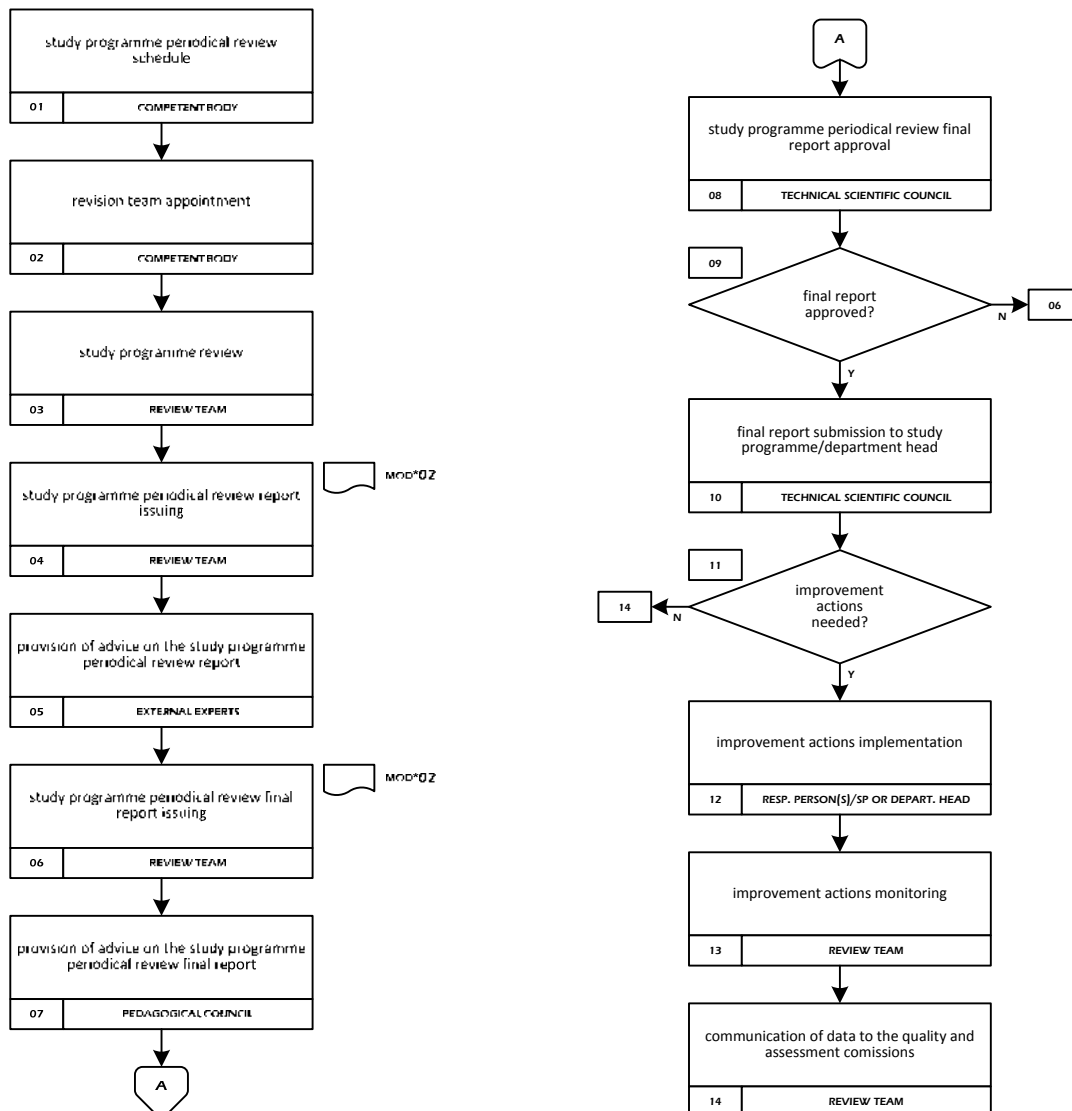 study programme periodical review
schedule
01
COMPETENT BODY
revision team appointment
02
COMPETENT BODY
study programme review
03
REVIEW TEAM
MOD*02
study programme periodical review report
issuing
04
REVIEW TEAM
provision of advice on the study programme
periodical review report
05
EXTERNAL EXPERTS
MOD*02
study programme periodical review final
report issuing
06
REVIEW TEAM
provision of advice on the study programme
periodical review final report
07
PEDAGOGICAL COUNCIL
A
A
study programme periodical review final
report approval
08
TECHNICAL SCIENTIFIC COUNCIL
09
final report
approved?
N
06
Y
final report submission to study
programme/department head
10
TECHNICAL SCIENTIFIC COUNCIL
11
improvement
actions
needed?
14
N
Y
improvement actions implementation
12
RESP. PERSON(S)/SP OR DEPART. HEAD
improvement actions monitoring
13
REVIEW TEAM
communication of data to the quality and
assessment comissions
14
REVIEW TEAM